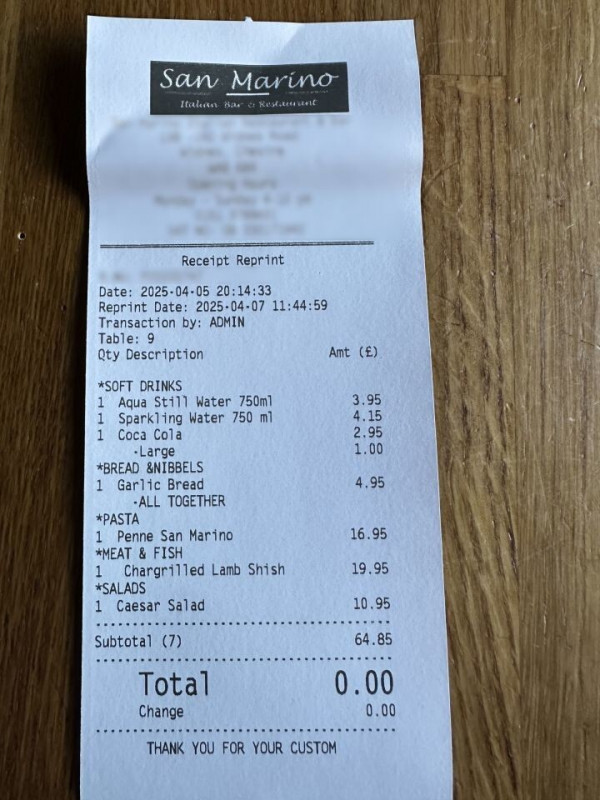 San Marino
Italian Bar & Restaurant
Receipt Reprint
Date: 2025-04-05 20:14:33
Reprint Date: 2025-04-07 11:44:59
Transaction by: ADMIN
Table: 9
Qty Description Amt (£)
*SOFT DRINKS
1 Aqua Still Water 750ml 3.95
1 Sparkling Water 750 ml 4.15
1 Coca Cola 2.95
-Large 1.00
*BREAD &NIBBELS
1 Garlic Bread 4.95
-ALL TOGETHER
*PASTA
1 Penne San Marino 16.95
*MEAT & FISH
1 Chargrilled Lamb Shish 19.95
*SALADS
1 Caesar Salad 10.95
Subtotal (7) 64.85
Total 0.00
Change 0.00
THANK YOU FOR YOUR CUSTOM